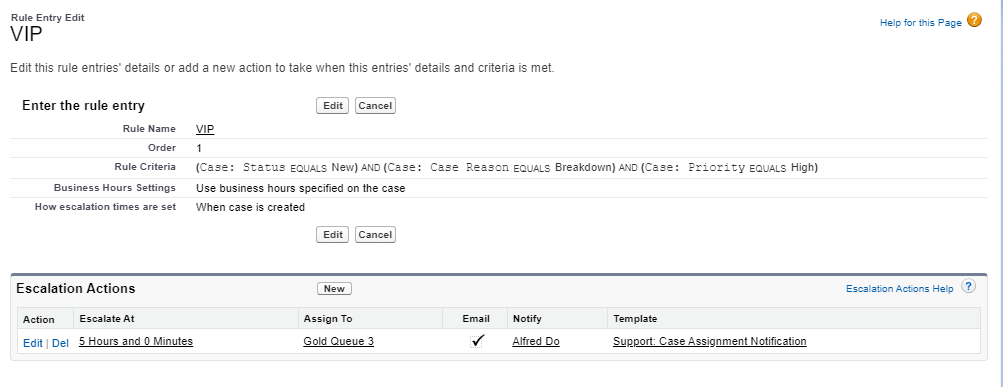 Rule Entry Edit
VIP
Help for this Page ?
Edit this rule entries' details or add a new action to take when this entries' details and criteria is met.
Enter the rule entry Edit Cancel
Rule Name VIP
Order 1
Rule Criteria (Case: Status EQUALS New) AND (Case: Case Reason EQUALS Breakdown) AND (Case: Priority EQUALS High)
Business Hours Settings Use business hours specified on the case
How escalation times are set When case is created
Edit Cancel
Escalation Actions New Escalation Actions Help ?
Action Escalate At Assign To Email Notify Template
Edit | Del 5 Hours and 0 Minutes Gold Queue 3 ✓ Alfred Do Support: Case Assignment Notification